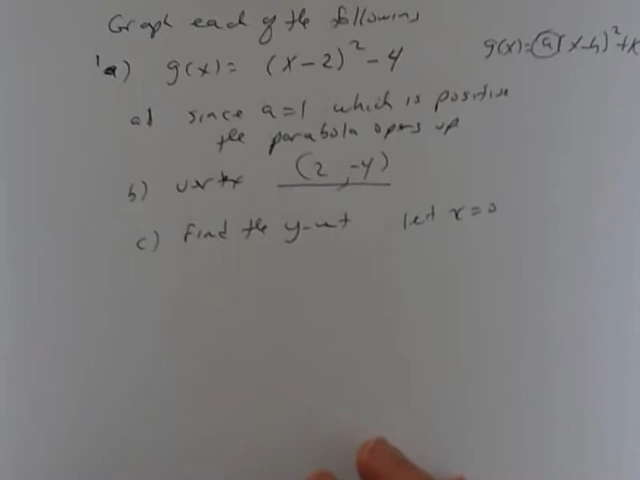 Graph each of the following
g(x) = a(x-h)²+k
1a) g(x) = (x-2)² -4
a) since a=1 which is positive
the parabola opens up
b) vertex (2, -4)
c) Find the y-int let x=0